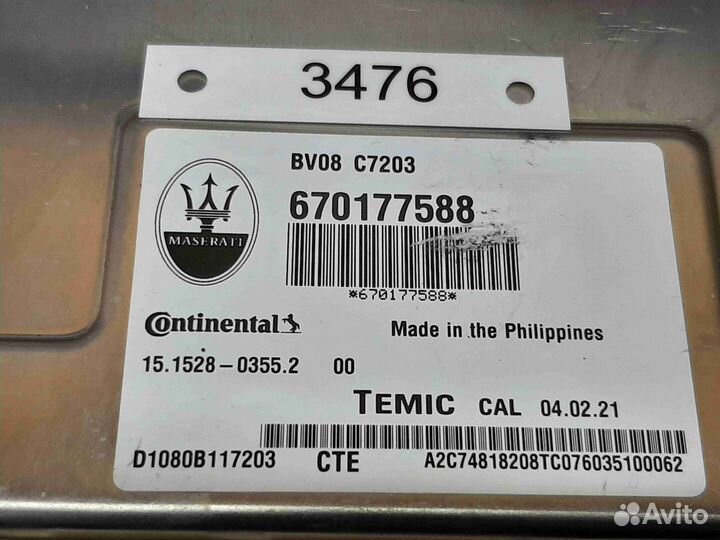 3476
BV08 C7203
670177588
MASERATI
*670177588*
Continental
Made in the Philippines
15.1528-0355.2 00
TEMIC CAL 04.02.21
D1080B117203 CTE A2C74818208TC076035100062
Avito